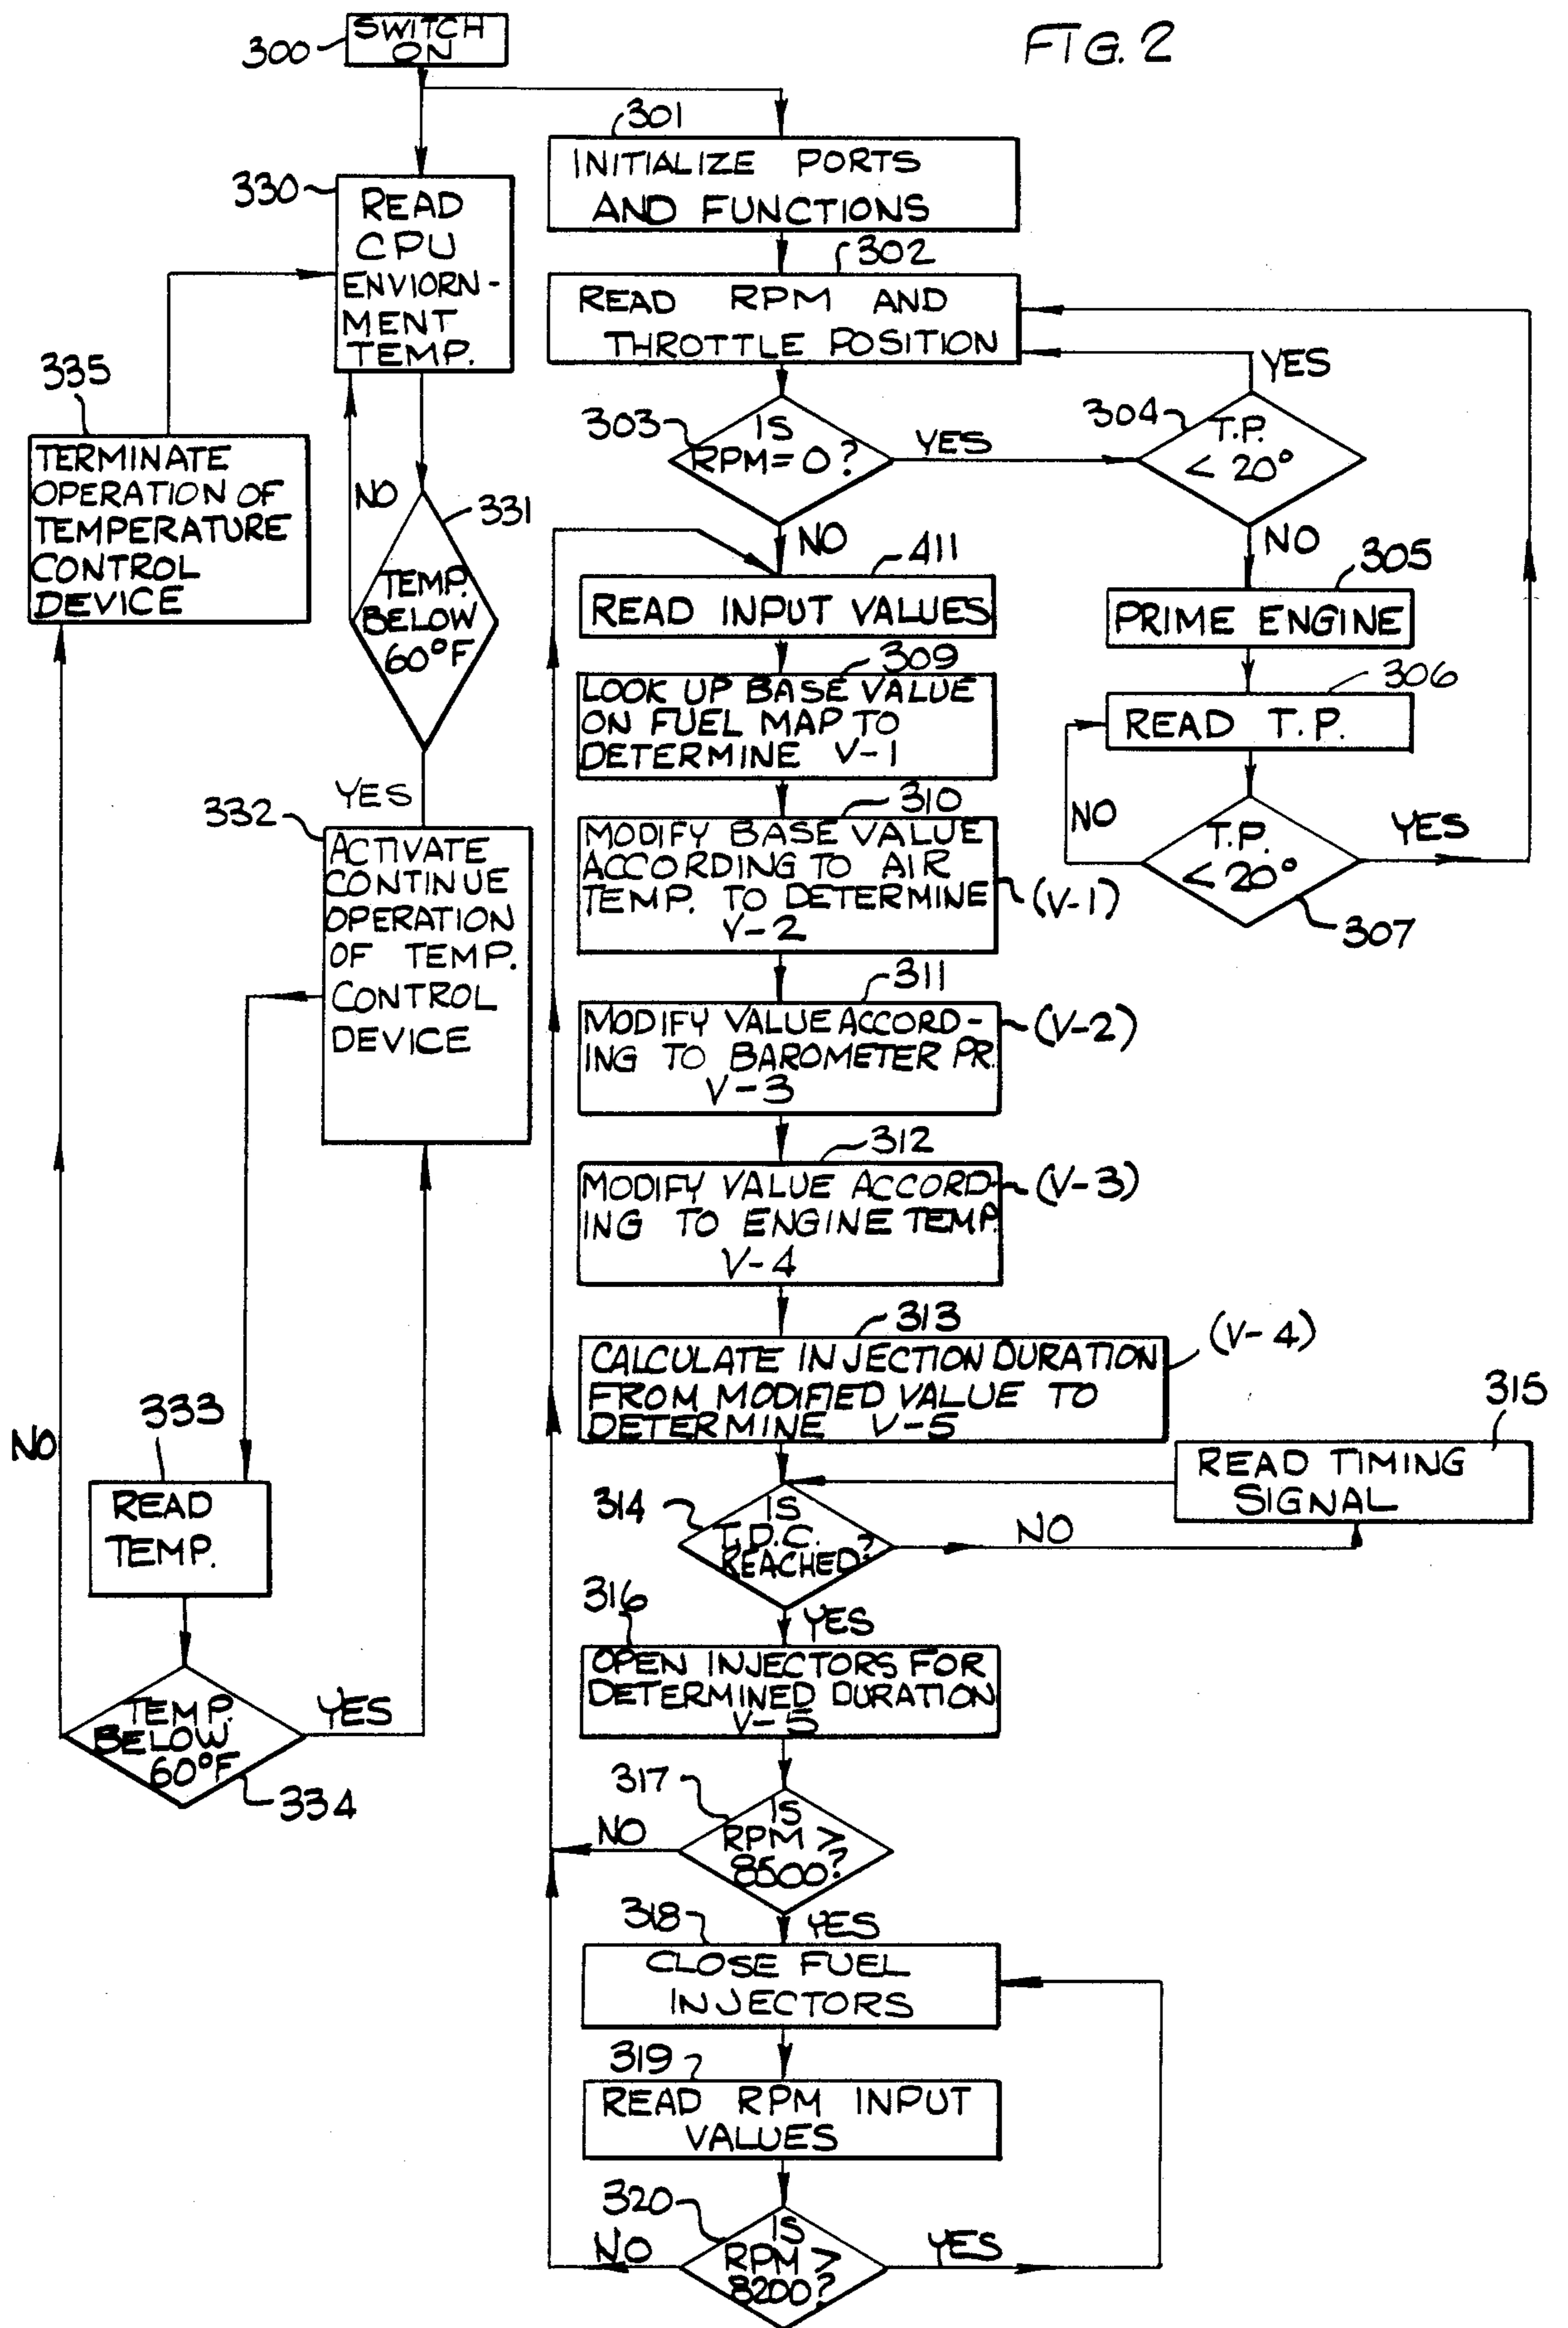 FIG. 2
300
SWITCH
ON
301
INITIALIZE PORTS
AND FUNCTIONS
330
READ
CPU
ENVIORN-
MENT
TEMP.
302
READ RPM AND
THROTTLE POSITION
335
TERMINATE
OPERATION OF
TEMPERATURE
CONTROL
DEVICE
NO
331
TEMP.
BELOW
60°F
YES
303
IS
RPM=0?
YES
NO
304
T.P.
< 20°
YES
NO
305
PRIME ENGINE
306
READ T.P.
NO
T.P.
< 20°
YES
307
411
READ INPUT VALUES
309
LOOK UP BASE VALUE
ON FUEL MAP TO
DETERMINE V-1
310
MODIFY BASE VALUE
ACCORDING TO AIR
TEMP. TO DETERMINE
V-2
(V-1)
332
ACTIVATE
CONTINUE
OPERATION
OF TEMP.
CONTROL
DEVICE
311
MODIFY VALUE ACCORD-
ING TO BAROMETER PR.
V-3
(V-2)
312
MODIFY VALUE ACCORD-
ING TO ENGINE TEMP.
V-4
(V-3)
313
CALCULATE INJECTION DURATION
FROM MODIFIED VALUE TO
DETERMINE V-5
(V-4)
315
READ TIMING
SIGNAL
314
IS
T.D.C.
REACHED?
NO
YES
333
READ
TEMP.
NO
TEMP.
BELOW
60°F
YES
334
316
OPEN INJECTORS FOR
DETERMINED DURATION
V-5
317
IS
RPM >
8500?
NO
YES
318
CLOSE FUEL
INJECTORS
319
READ RPM INPUT
VALUES
320
IS
RPM >
8200?
NO
YES